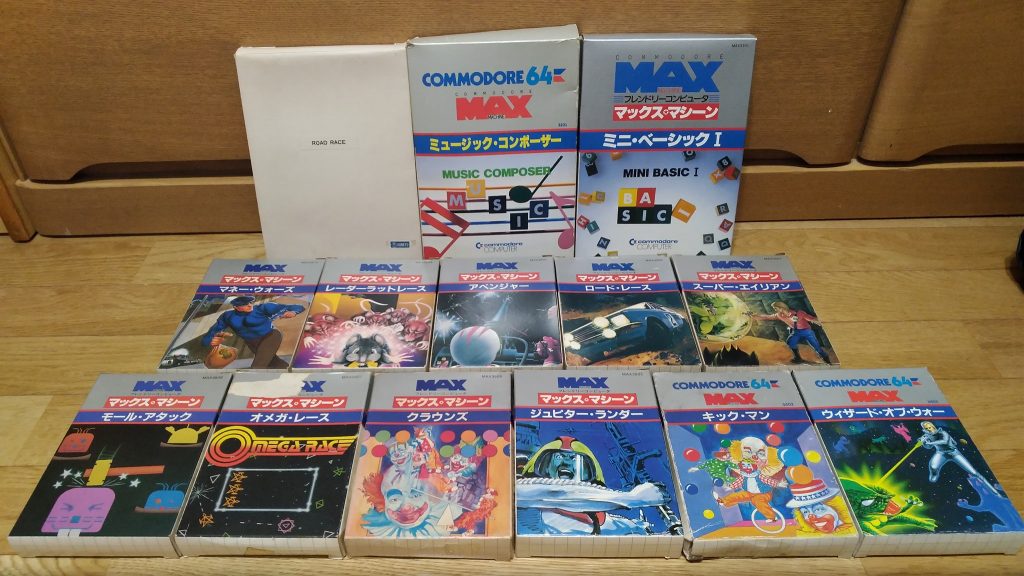 ROAD RACE
COMMODORE 64
COMMODORE
MAX
MACHINE
ミュージック・コンポーザー
MUSIC COMPOSER
MUSIC
commodore
COMPUTER
COMMODORE
MAX
MACHINE
フレンドリーコンピュータ
マックス・マシーン
ミニ・ベーシック I
MINI BASIC I
BASIC
commodore
COMPUTER
MAX
マックス・マシーン
マネー・ウォーズ
MAX
マックス・マシーン
レーダーラットレース
MAX
マックス・マシーン
アベンジャー
MAX
マックス・マシーン
ロード・レース
MAX
マックス・マシーン
スーパー・エイリアン
MAX
マックス・マシーン
モール・アタック
MAX
マックス・マシーン
オメガ・レース
OMEGA RACE
MAX
マックス・マシーン
クラウンズ
MAX
マックス・マシーン
ジュピター・ランダー
COMMODORE 64
MAX
キック・マン
COMMODORE 64
MAX
ウィザード・オブ・ウォー